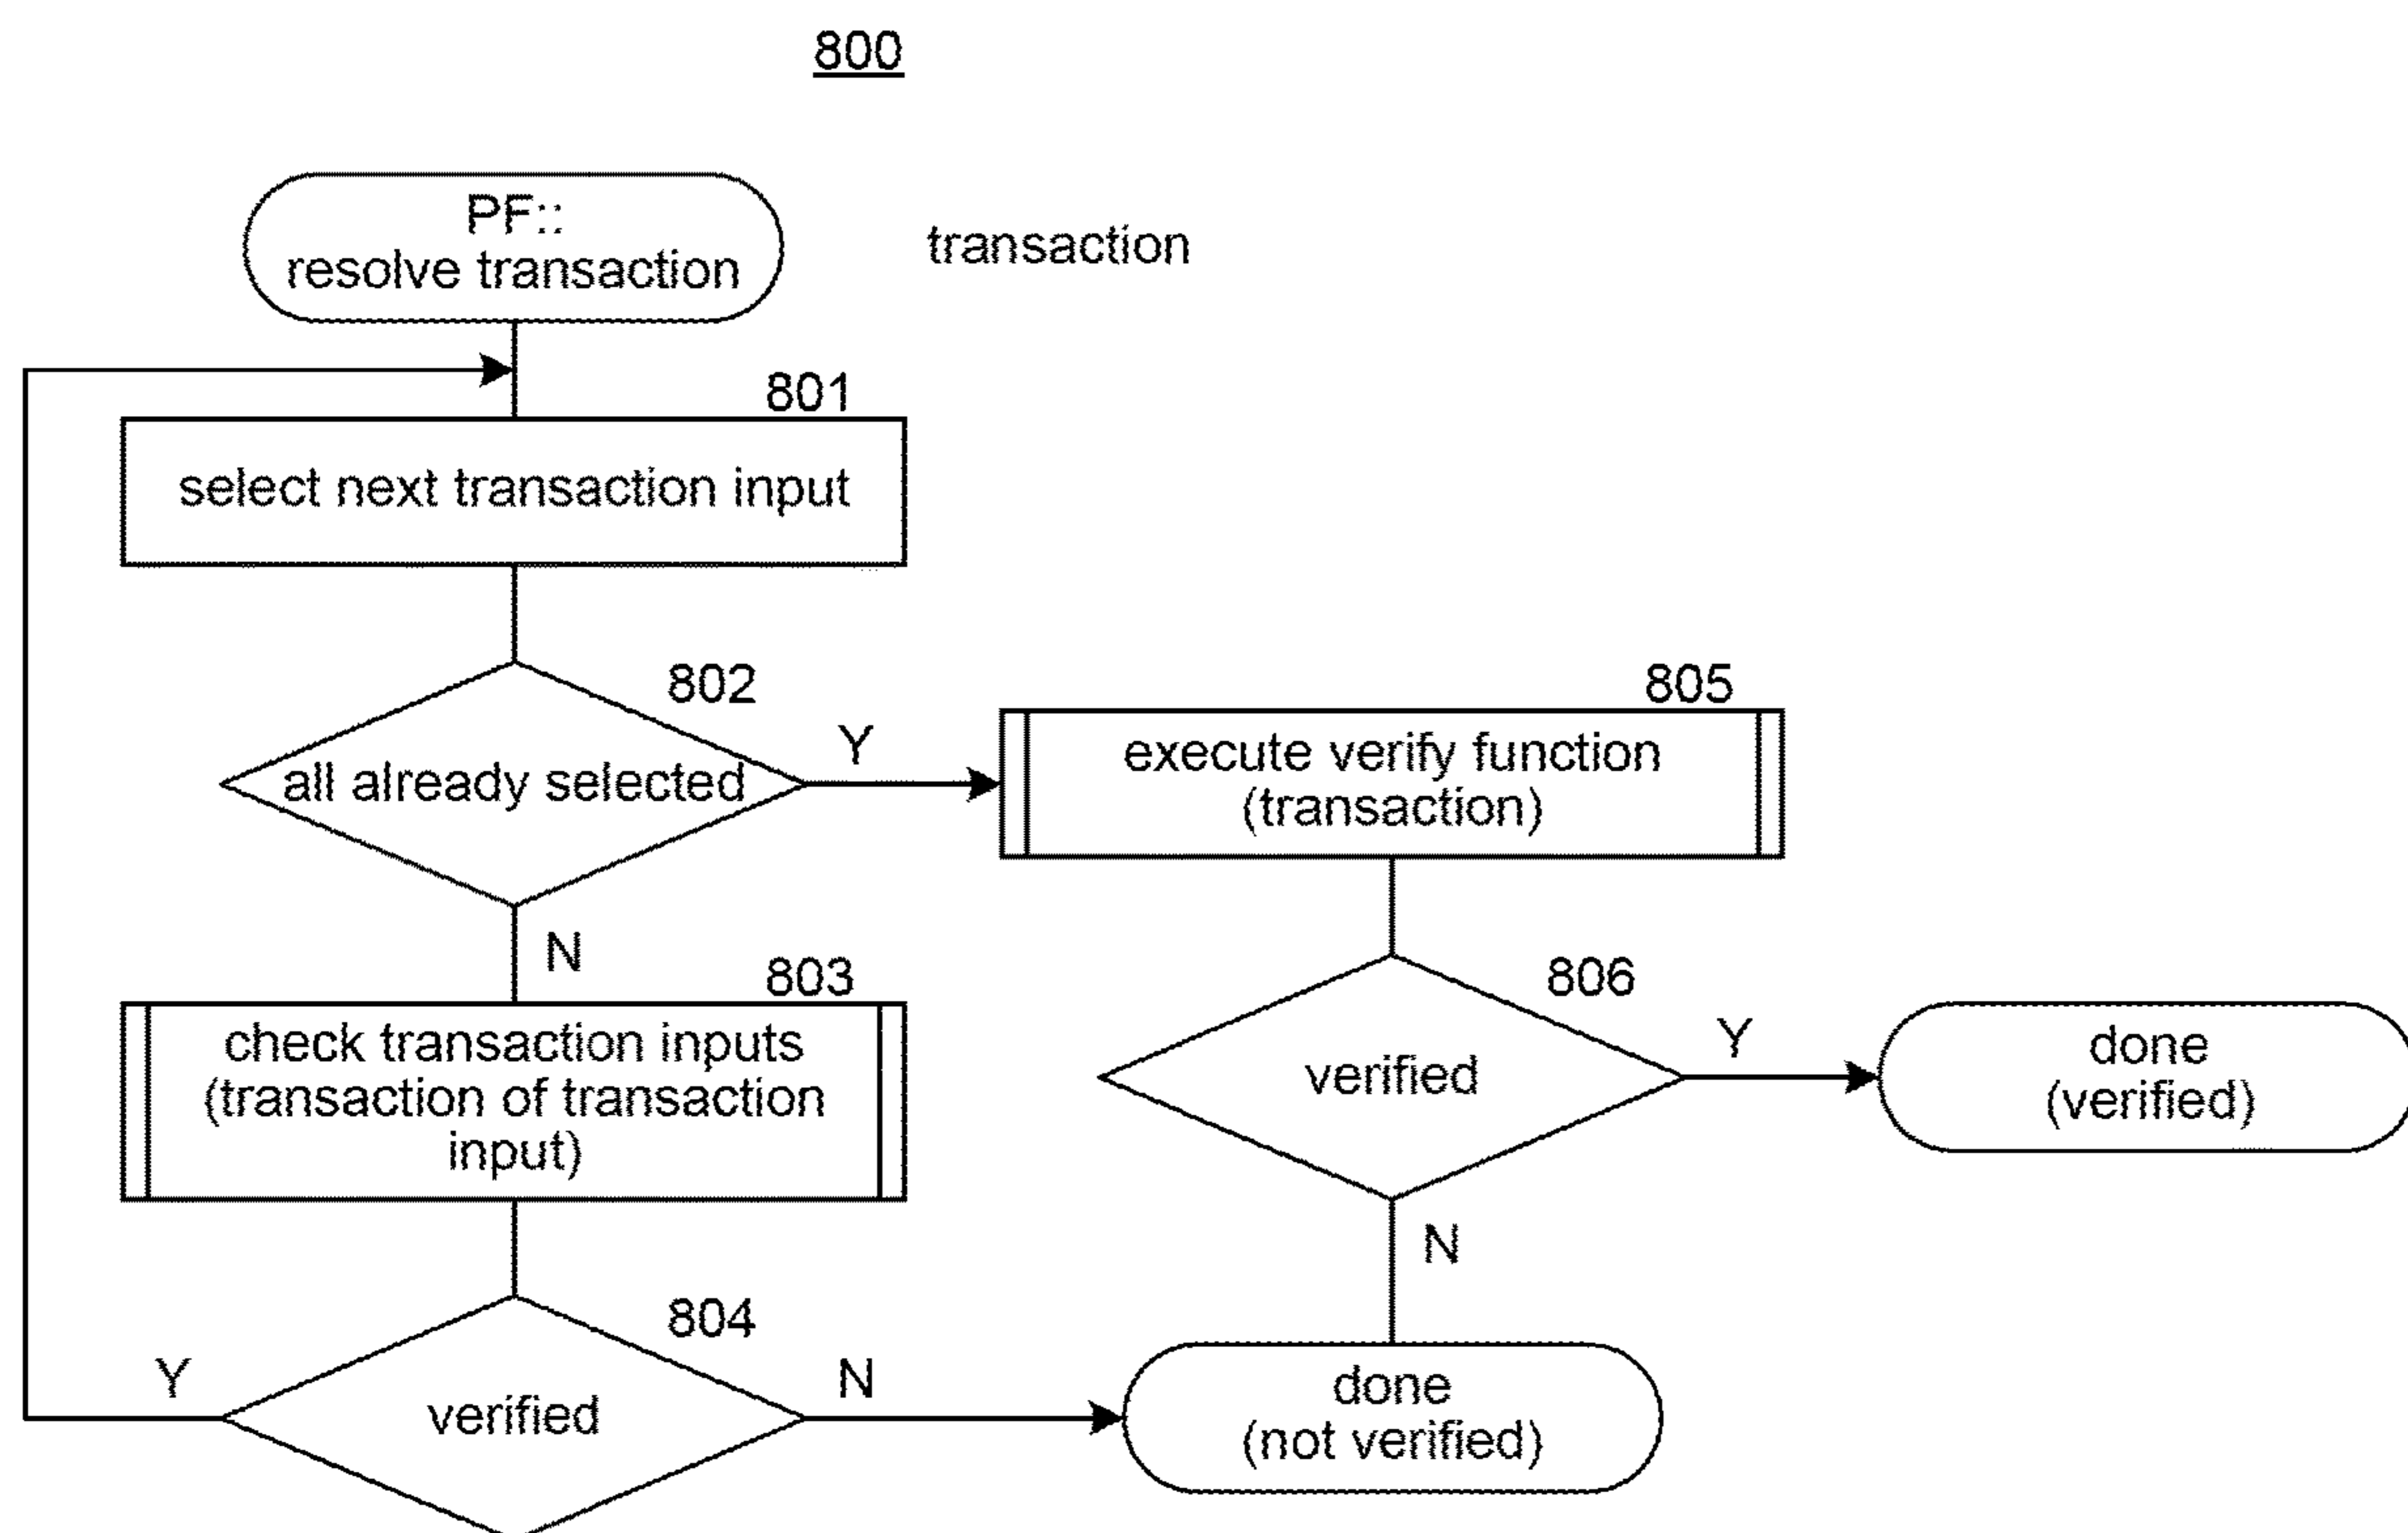 800
PF::
resolve transaction
transaction
801
select next transaction input
802
all already selected
Y
805
execute verify function
(transaction)
N
803
check transaction inputs
(transaction of transaction
input)
806
verified
Y
done
(verified)
N
804
verified
Y
N
done
(not verified)